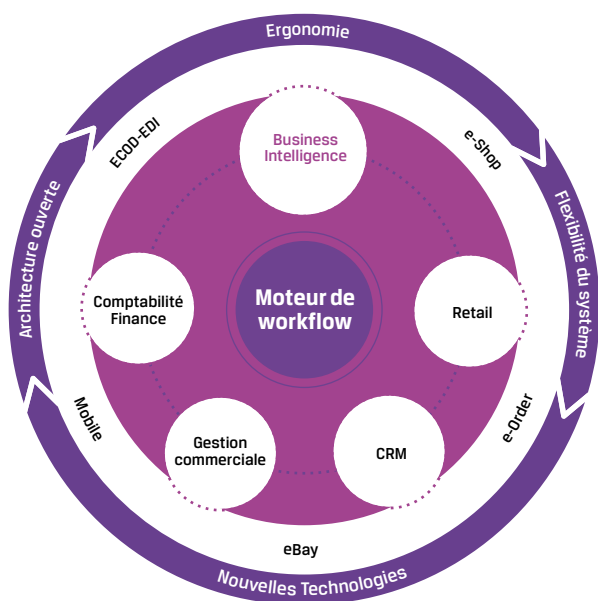 Ergonomie
ECOD-EDI
e-Shop
Business
Intelligence
Architecture ouverte
Flexibilité du système
Comptabilité
Finance
Moteur de
workflow
Retail
Mobile
e-Order
Gestion
commerciale
CRM
eBay
Nouvelles Technologies